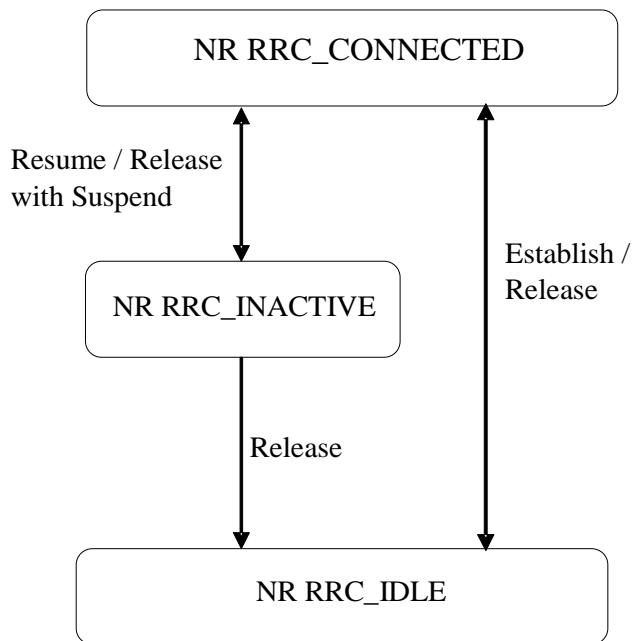 NR RRC_CONNECTED
Resume / Release
with Suspend
Establish /
Release
NR RRC_INACTIVE
Release
NR RRC_IDLE